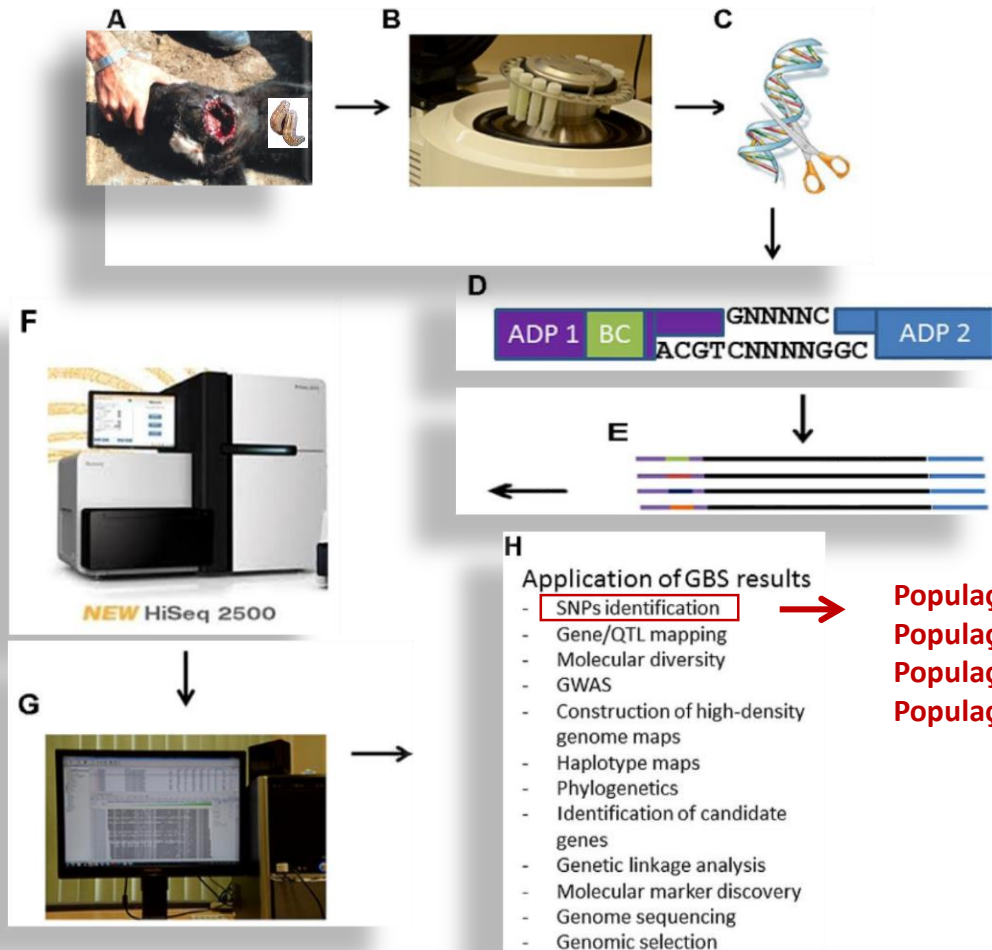 A
B
C
D
ADP 1 BC GNNNNC ADP 2
ACGTCNNNNGGC
E
F
NEW HiSeq 2500
G
H
Application of GBS results
- SNPs identification
- Gene/QTL mapping
- Molecular diversity
- GWAS
- Construction of high-density
genome maps
- Haplotype maps
- Phylogenetics
- Identification of candidate
genes
- Genetic linkage analysis
- Molecular marker discovery
- Genome sequencing
- Genomic selection